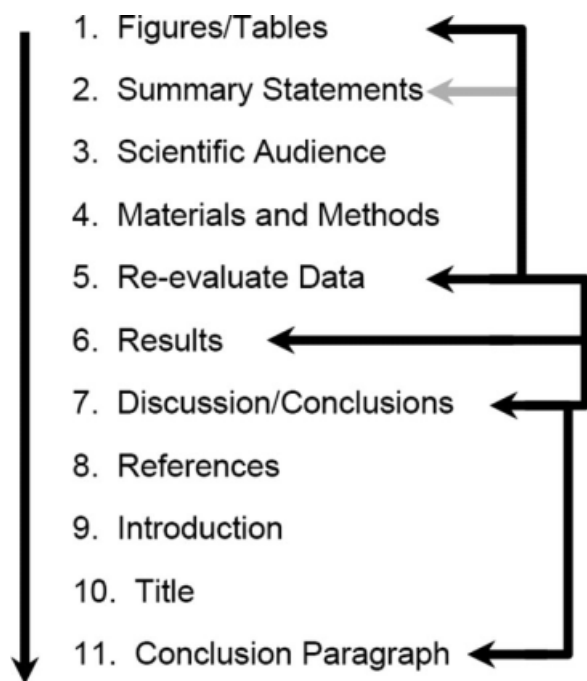 1. Figures/Tables
2. Summary Statements
3. Scientific Audience
4. Materials and Methods
5. Re-evaluate Data
6. Results
7. Discussion/Conclusions
8. References
9. Introduction
10. Title
11. Conclusion Paragraph